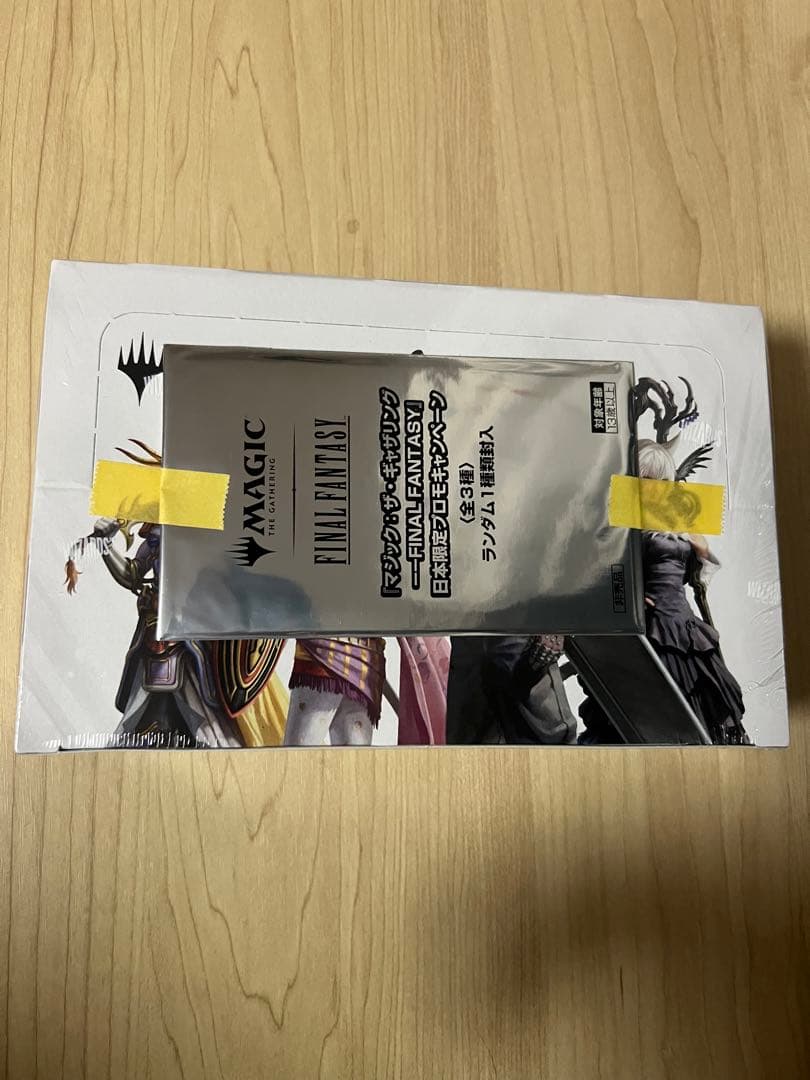 MAGIC
THE GATHERING
FINAL FANTASY
『マジック：ザ・ギャザリング
——FINAL FANTASY』
日本限定プロモキャンペーン
〈全3種〉
ランダム1種類封入
対象年齢
13歳以上
非売品
WIZARDS